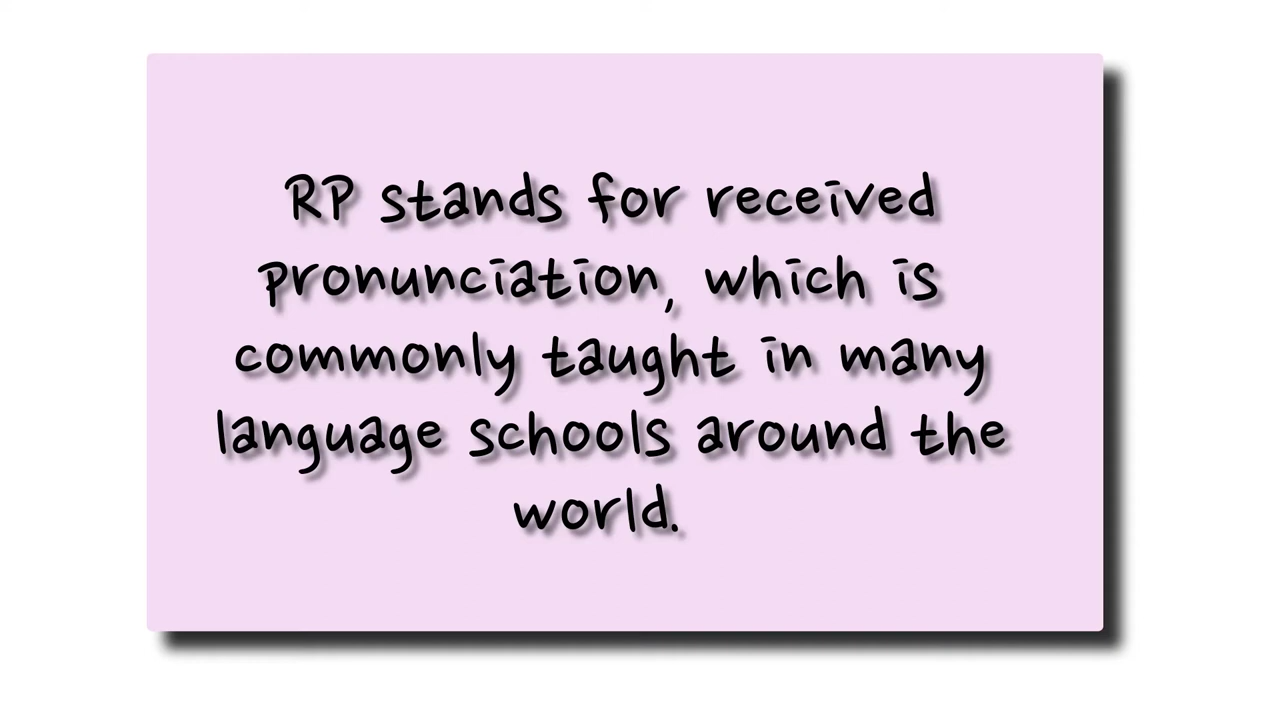 RP stands for received
pronunciation, which is
commonly taught in many
language schools around the
world.